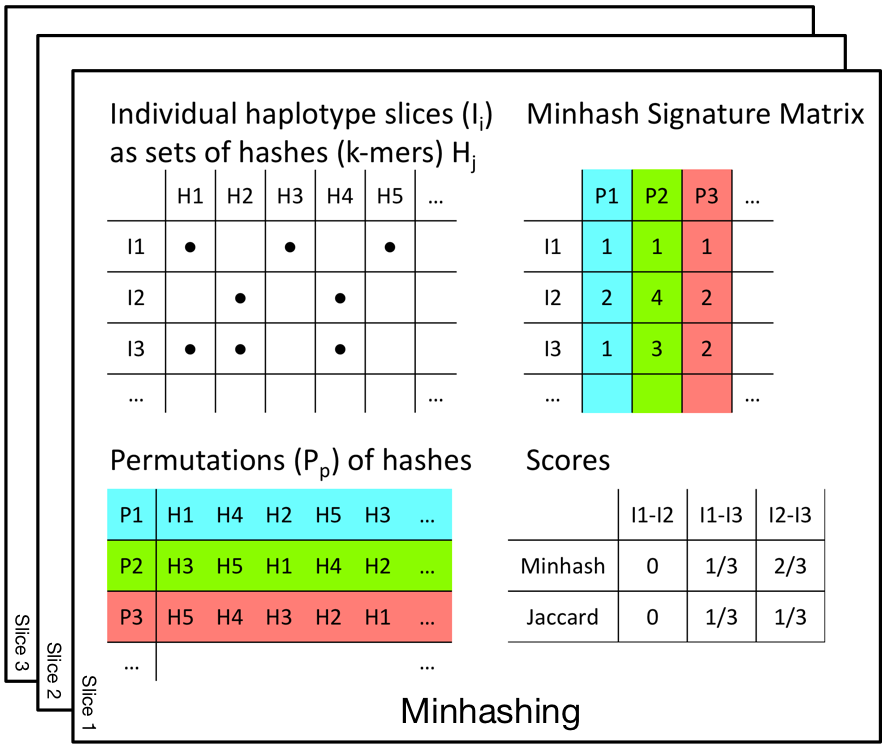 Individual haplotype slices (Ii)
as sets of hashes (k-mers) Hj
H1 H2 H3 H4 H5 ...
I1 • • •
I2 • •
I3 • • •
... ...
Minhash Signature Matrix
P1 P2 P3 ...
I1 1 1 1
I2 2 4 2
I3 1 3 2
... ...
Permutations (Pp) of hashes
P1 H1 H4 H2 H5 H3 ...
P2 H3 H5 H1 H4 H2 ...
P3 H5 H4 H3 H2 H1 ...
... ...
Scores
I1-I2 I1-I3 I2-I3
Minhash 0 1/3 2/3
Jaccard 0 1/3 1/3
Slice 3
Slice 2
Slice 1
Minhashing